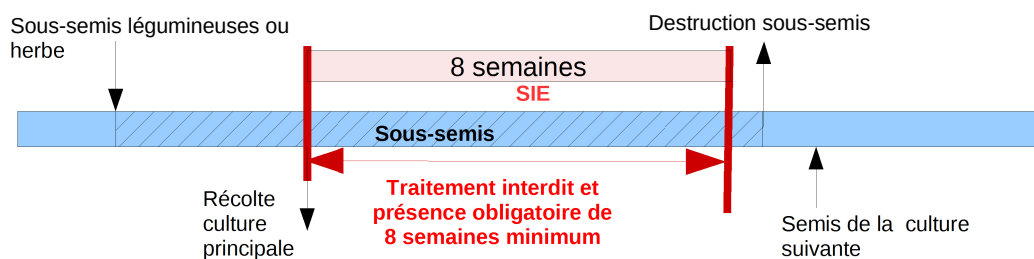 Sous-semis légumineuses ou
herbe
Destruction sous-semis
8 semaines
SIE
Sous-semis
Récolte
culture
principale
Traitement interdit et
présence obligatoire de
8 semaines minimum
Semis de la  culture
suivante